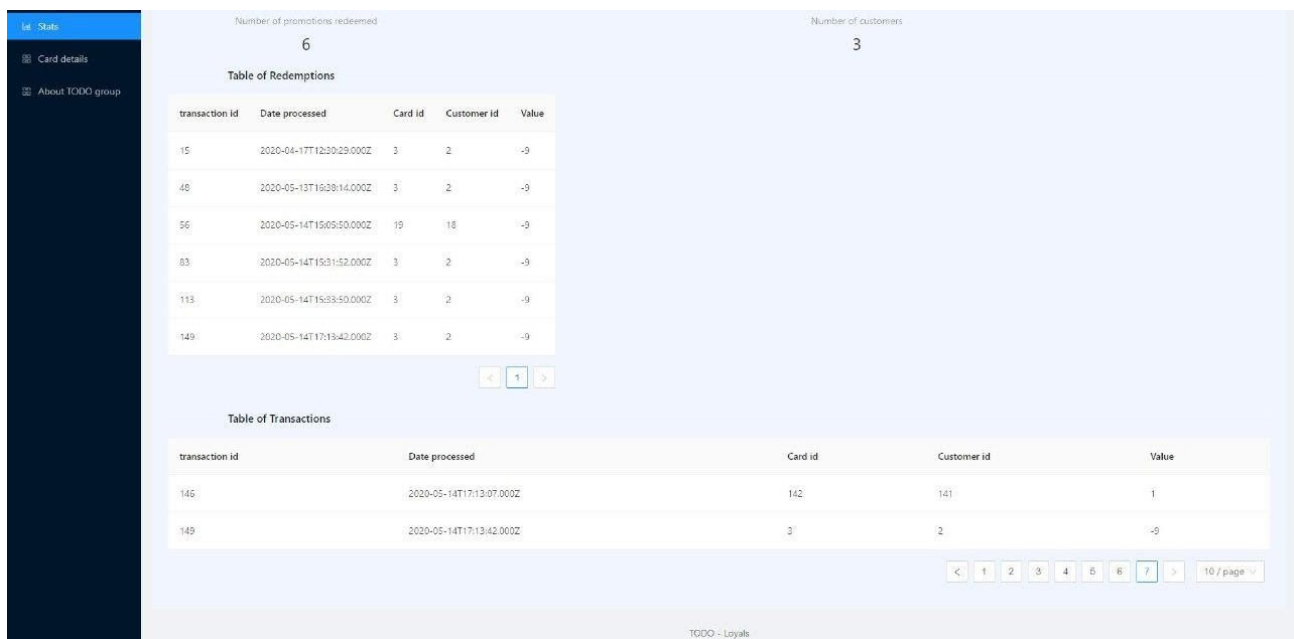 Stats
Card details
About TODO group
Number of promotions redeemed Number of customers
6 3
Table of Redemptions
transaction id Date processed Card id Customer id Value
15 2020-04-17T12:30:29.000Z 3 2 -9
48 2020-05-13T16:38:14.000Z 3 2 -9
56 2020-05-14T15:05:50.000Z 19 18 -9
83 2020-05-14T15:31:52.000Z 3 2 -9
113 2020-05-14T15:33:50.000Z 3 2 -9
149 2020-05-14T17:13:42.000Z 3 2 -9
< 1 >
Table of Transactions
transaction id Date processed Card id Customer id Value
146 2020-05-14T17:13:07.000Z 142 141 1
149 2020-05-14T17:13:42.000Z 3 2 -9
< 1 2 3 4 5 6 7 > 10 / page
TODO - Loyals